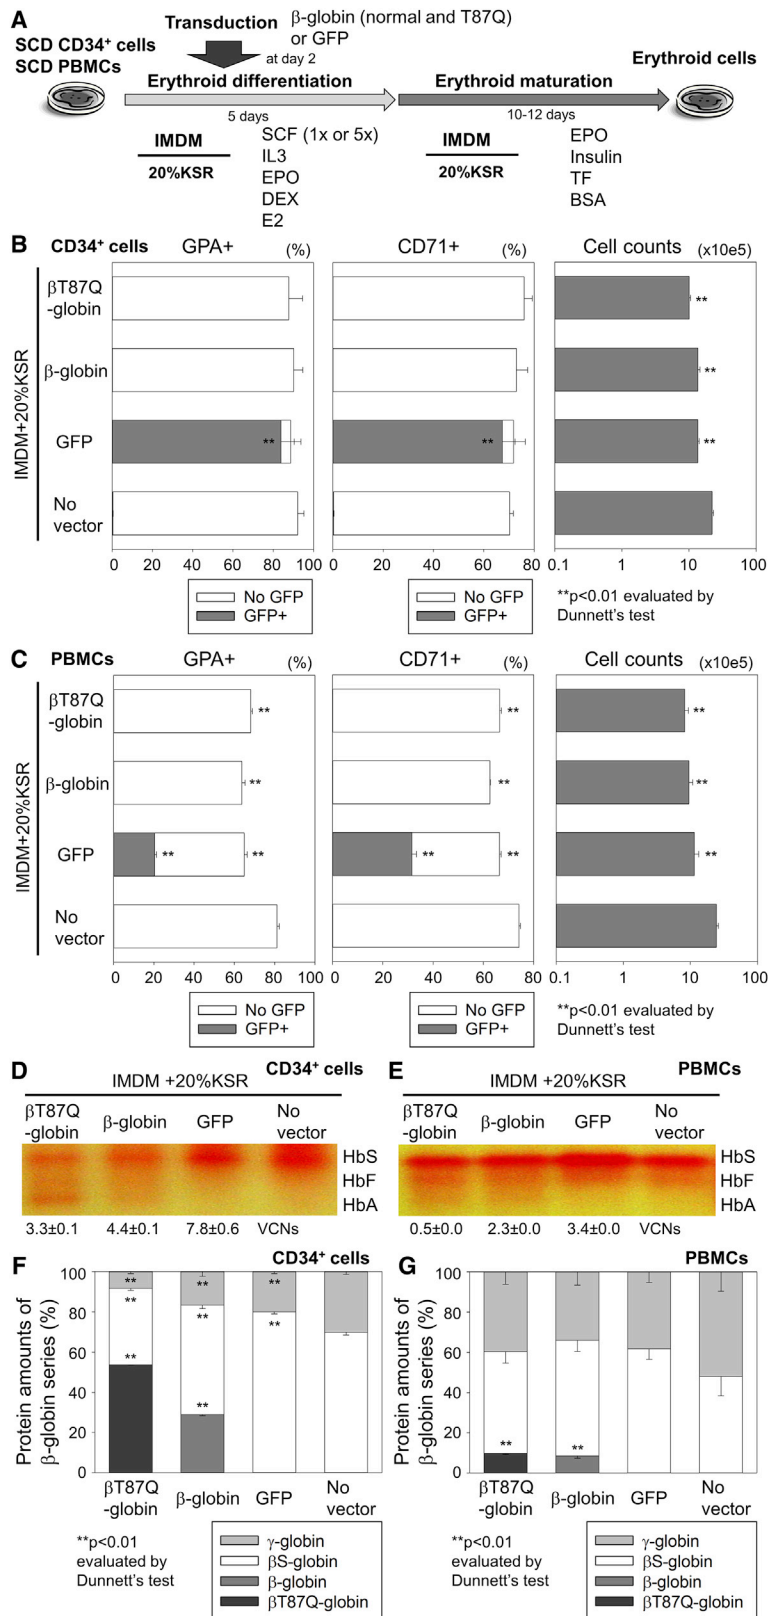 A
Transduction
β-globin (normal and T87Q)
or GFP
at day 2
SCD CD34⁺ cells
SCD PBMCs
Erythroid differentiation
Erythroid maturation
Erythroid cells
5 days
10-12 days
IMDM
20%KSR
SCF (1x or 5x)
IL3
EPO
DEX
E2
IMDM
20%KSR
EPO
Insulin
TF
BSA
B
CD34⁺ cells
GPA+ (%)
CD71+ (%)
Cell counts (x10e5)
IMDM+20%KSR
βT87Q
-globin
β-globin
GFP
No
vector
**
**
**
**
**
0 20 40 60 80 100
0 20 40 60 80
0.1 1 10 100
No GFP
GFP+
No GFP
GFP+
**p<0.01 evaluated by
Dunnett's test
C
PBMCs
GPA+ (%)
CD71+ (%)
Cell counts (x10e5)
IMDM+20%KSR
βT87Q
-globin
β-globin
GFP
No
vector
** ** **
** ** **
** ** ** ** **
0 20 40 60 80 100
0 20 40 60 80
0.1 1 10 100
No GFP
GFP+
No GFP
GFP+
**p<0.01 evaluated by
Dunnett's test
D
CD34⁺ cells
IMDM +20%KSR
βT87Q
-globin
β-globin
GFP
No
vector
HbS
HbF
HbA
3.3±0.1 4.4±0.1 7.8±0.6 VCNs
E
PBMCs
IMDM +20%KSR
βT87Q
-globin
β-globin
GFP
No
vector
HbS
HbF
HbA
0.5±0.0 2.3±0.0 3.4±0.0 VCNs
F
CD34⁺ cells
Protein amounts of
β-globin series (%)
100
80
60
40
20
0
** ** **
** ** **
** **
βT87Q
-globin
β-globin
GFP
No
vector
**p<0.01
evaluated by
Dunnett's test
γ-globin
βS-globin
β-globin
βT87Q-globin
G
PBMCs
Protein amounts of
β-globin series (%)
100
80
60
40
20
0
** **
βT87Q
-globin
β-globin
GFP
No
vector
**p<0.01
evaluated by
Dunnett's test
γ-globin
βS-globin
β-globin
βT87Q-globin